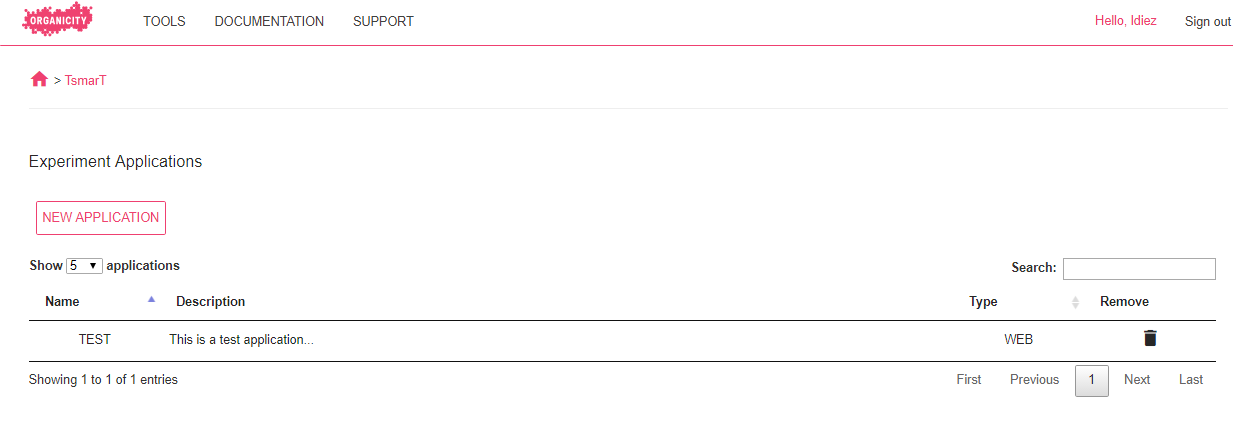 ORGANICITY TOOLS DOCUMENTATION SUPPORT Hello, Idiez Sign out
> TsmarT
Experiment Applications
NEW APPLICATION
Show 5 applications Search:
Name Description Type Remove
TEST This is a test application... WEB
Showing 1 to 1 of 1 entries First Previous 1 Next Last